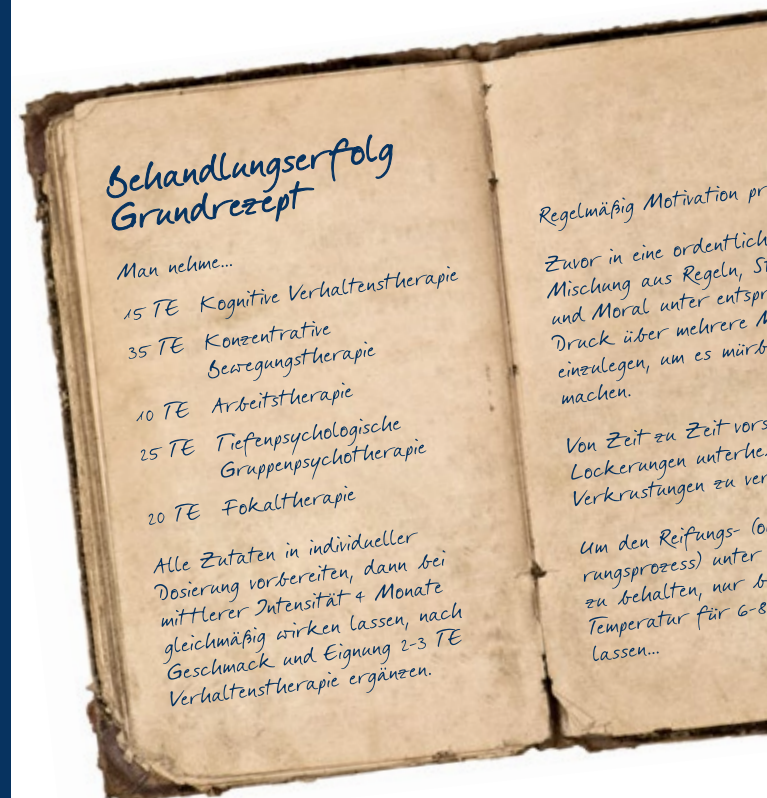 Behandlungserfolg
Grundrezept
Man nehme...
15 TE Kognitive Verhaltenstherapie
35 TE Konzentrative
Bewegungstherapie
10 TE Arbeitstherapie
25 TE Tiefenpsychologische
Gruppenpsychotherapie
20 TE Fokaltherapie
Alle Zutaten in individueller
Dosierung vorbereiten, dann bei
mittlerer Intensität 4 Monate
gleichmäßig wirken lassen, nach
Geschmack und Eignung 2-3 TE
Verhaltenstherapie ergänzen.
Regelmäßig Motivation
Zuvor in eine
Mischung aus Regeln,
und Moral unter
Druck über mehrere
einzulegen, um es
machen.
Von Zeit zu Zeit
Lockerungen
Verkrustungen zu
Um den Reifungs-
rungsprozess) unter
zu behalten, nur
Temperatur für 6-8
lassen...